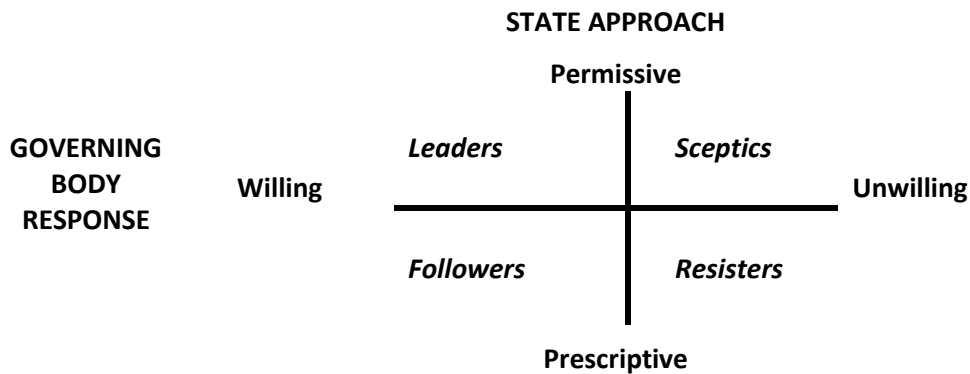 STATE APPROACH
Permissive
GOVERNING
BODY
RESPONSE
Willing
Leaders
Sceptics
Unwilling
Followers
Resisters
Prescriptive